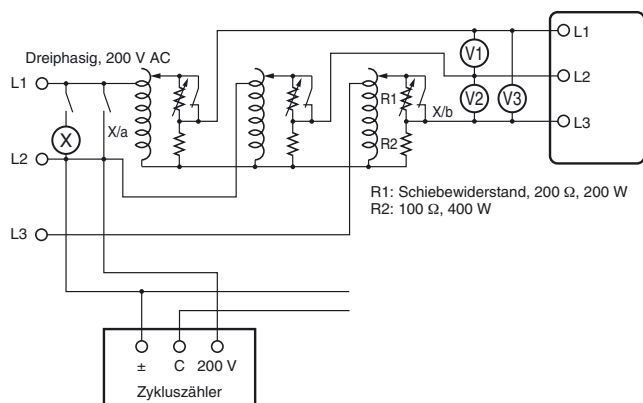 Dreiphasig, 200 V AC
L1
L2
L3
X
X/a
R1
R2
X/b
V1
V2
V3
L1
L2
L3
R1: Schiebewiderstand, 200 Ω, 200 W
R2: 100 Ω, 400 W
± C 200 V
Zykluszähler